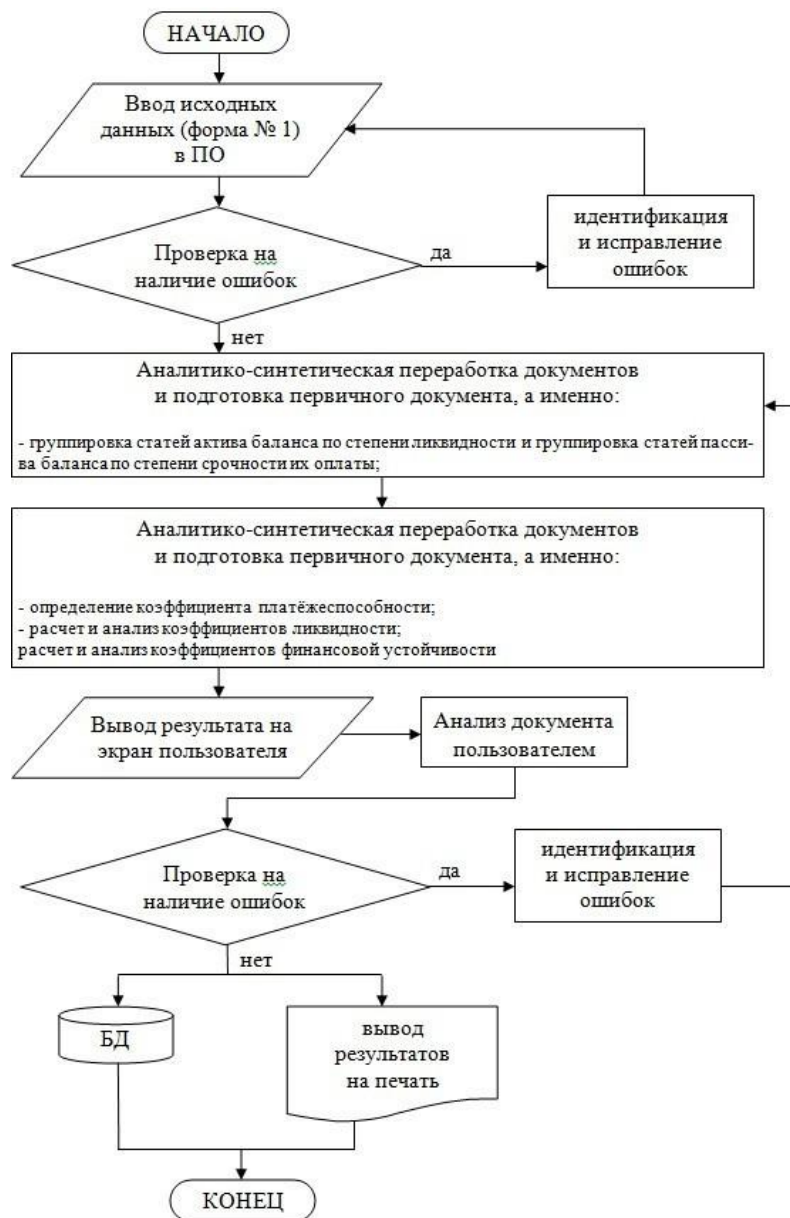 НАЧАЛО
Ввод исходных
данных (форма № 1)
в ПО
Проверка на
наличие ошибок
да
идентификация
и исправление
ошибок
нет
Аналитико-синтетическая переработка документов
и подготовка первичного документа, а именно:
- группировка статей актива баланса по степени ликвидности и группировка статей пасси-
ва баланса по степени срочности их оплаты;
Аналитико-синтетическая переработка документов
и подготовка первичного документа, а именно:
- определение коэффициента платёжеспособности;
- расчет и анализ коэффициентов ликвидности;
расчет и анализ коэффициентов финансовой устойчивости
Вывод результата на
экран пользователя
Анализ документа
пользователем
Проверка на
наличие ошибок
да
идентификация
и исправление
ошибок
нет
БД
вывод
результатов
на печать
КОНЕЦ